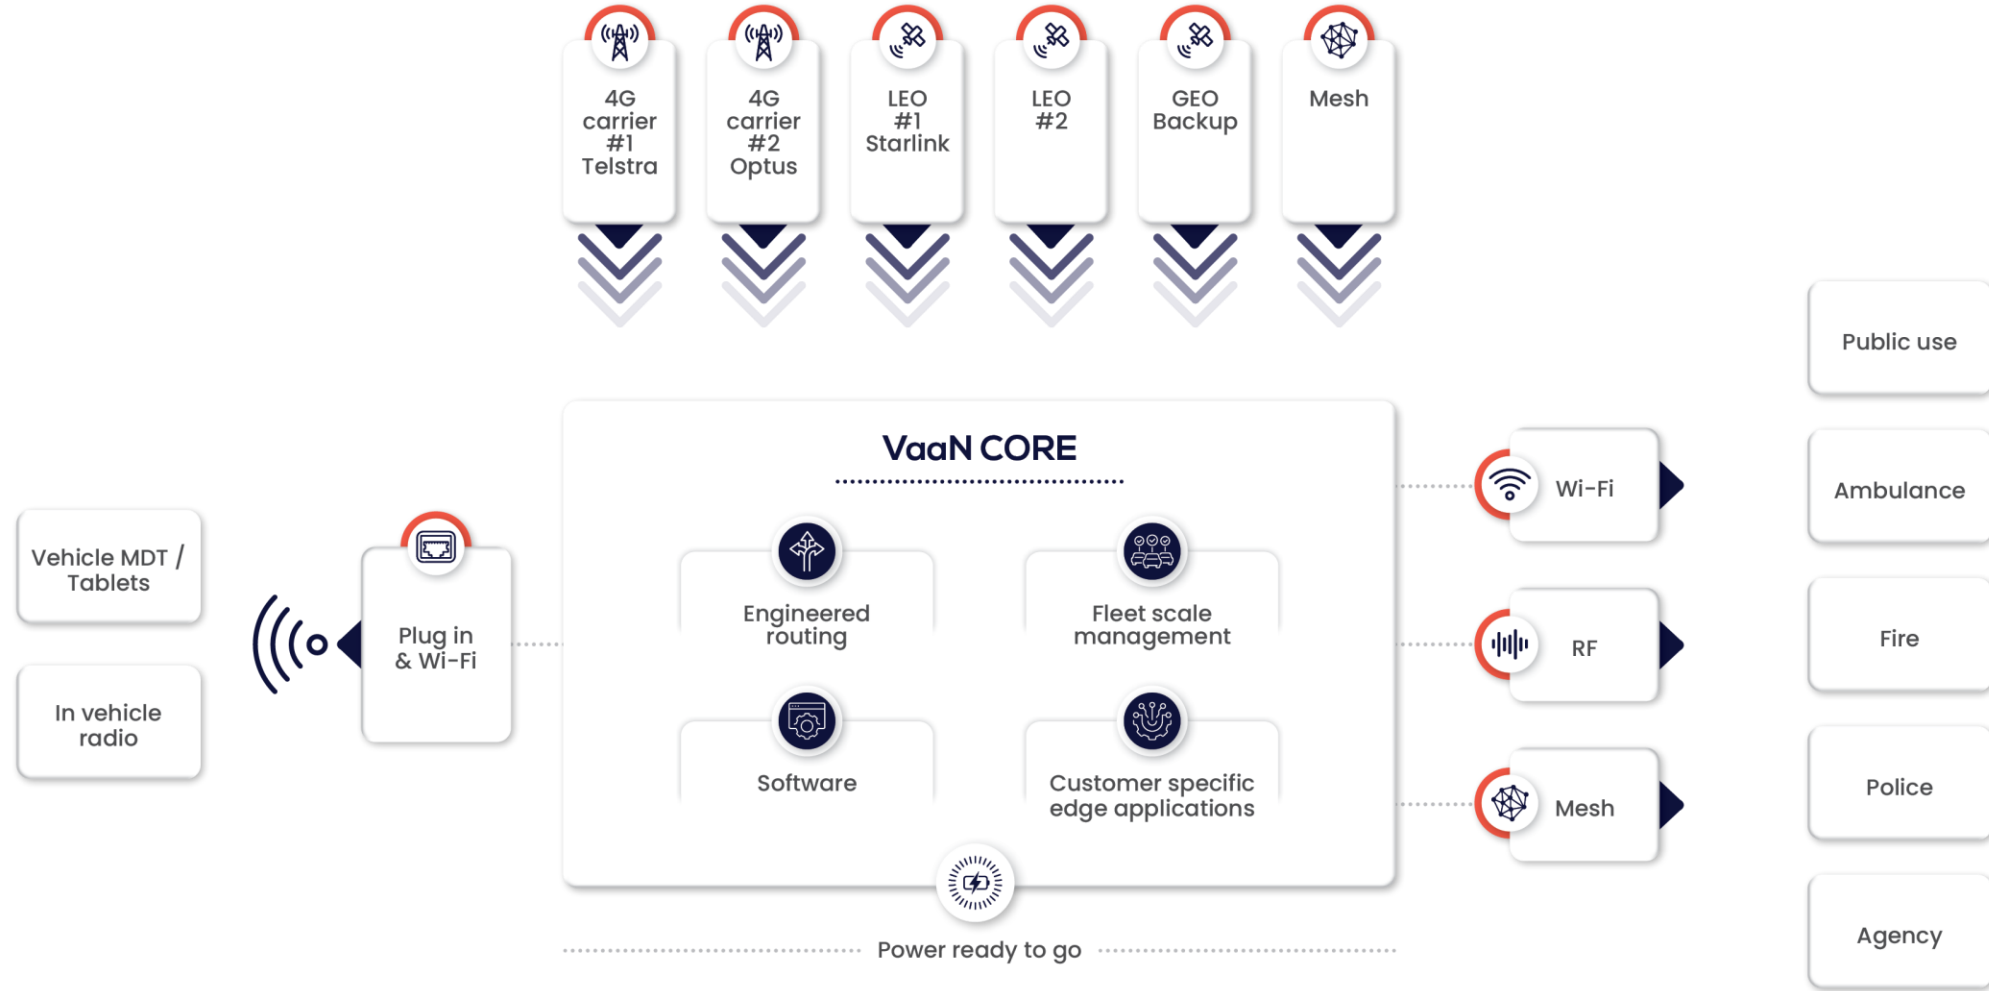 4G
carrier
#1
Telstra
4G
carrier
#2
Optus
LEO
#1
Starlink
LEO
#2
GEO
Backup
Mesh
Vehicle MDT /
Tablets
In vehicle
radio
Plug in
& Wi-Fi
VaaN CORE
Engineered
routing
Fleet scale
management
Software
Customer specific
edge applications
Power ready to go
Wi-Fi
RF
Mesh
Public use
Ambulance
Fire
Police
Agency